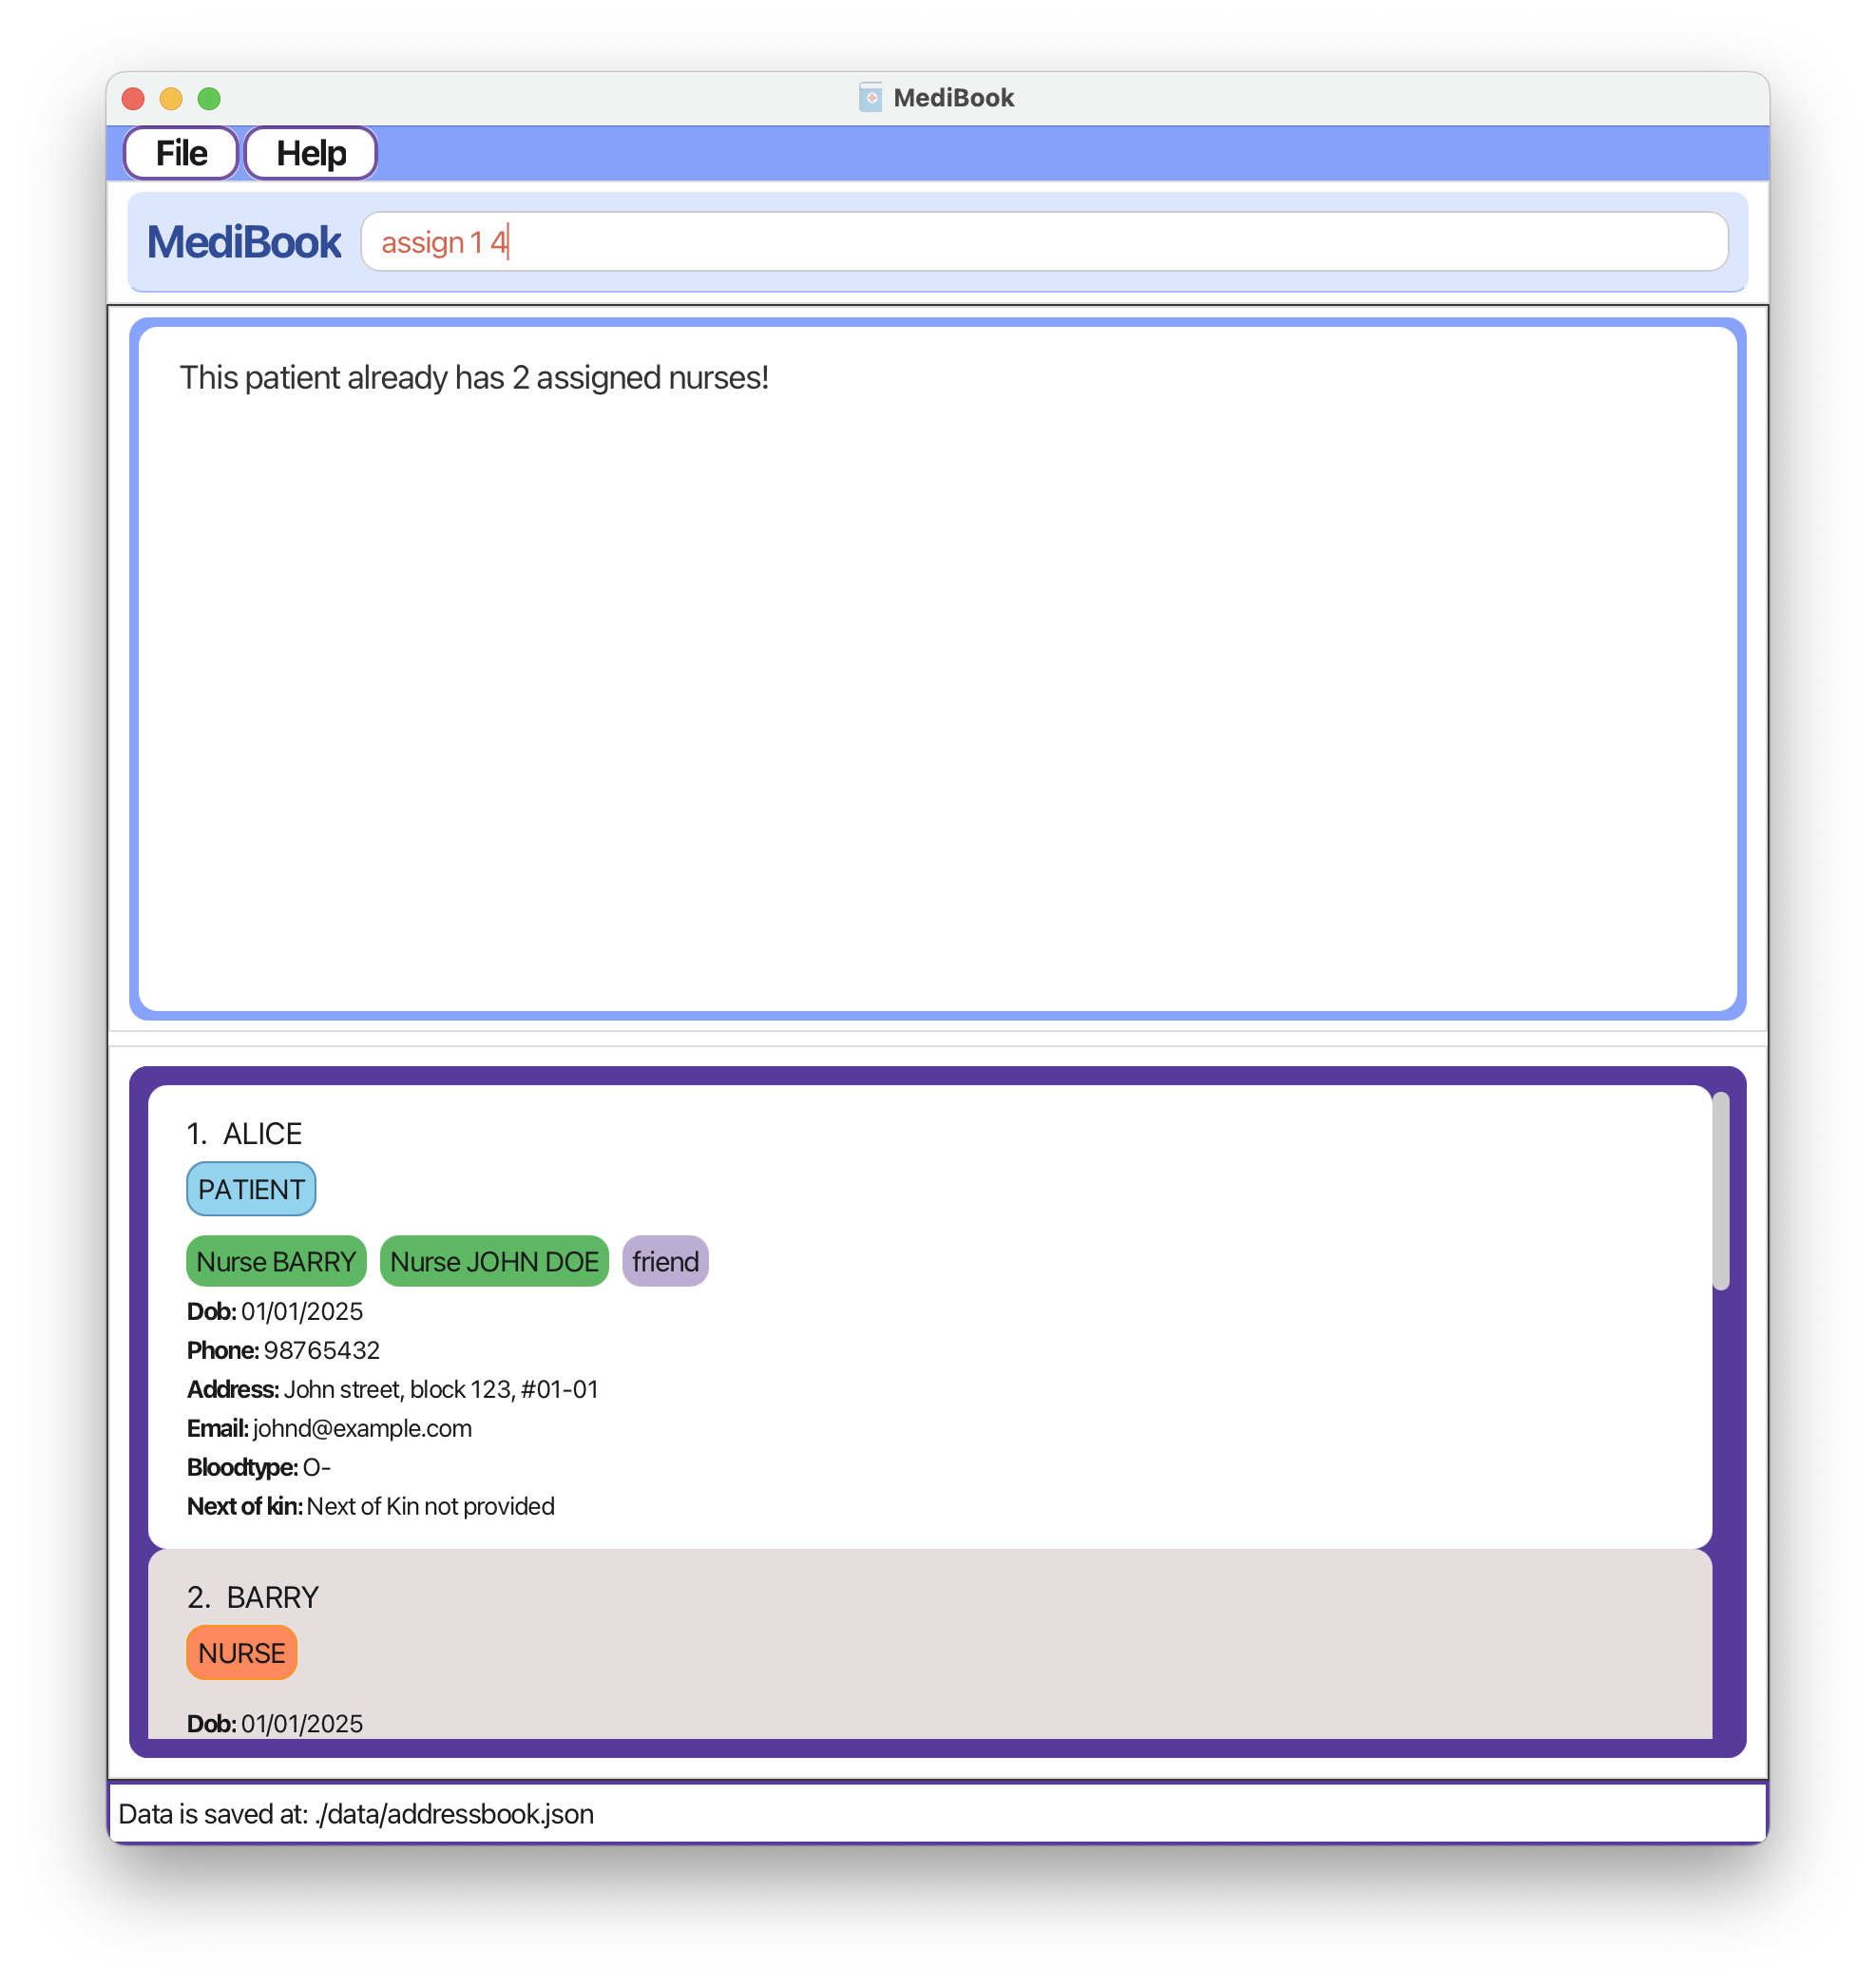 MediBook
File Help
MediBook assign 1 4
This patient already has 2 assigned nurses!
1. ALICE
PATIENT
Nurse BARRY Nurse JOHN DOE friend
Dob: 01/01/2025
Phone: 98765432
Address: John street, block 123, #01-01
Email: johnd@example.com
Bloodtype: O-
Next of kin: Next of Kin not provided
2. BARRY
NURSE
Dob: 01/01/2025
Data is saved at: ./data/addressbook.json